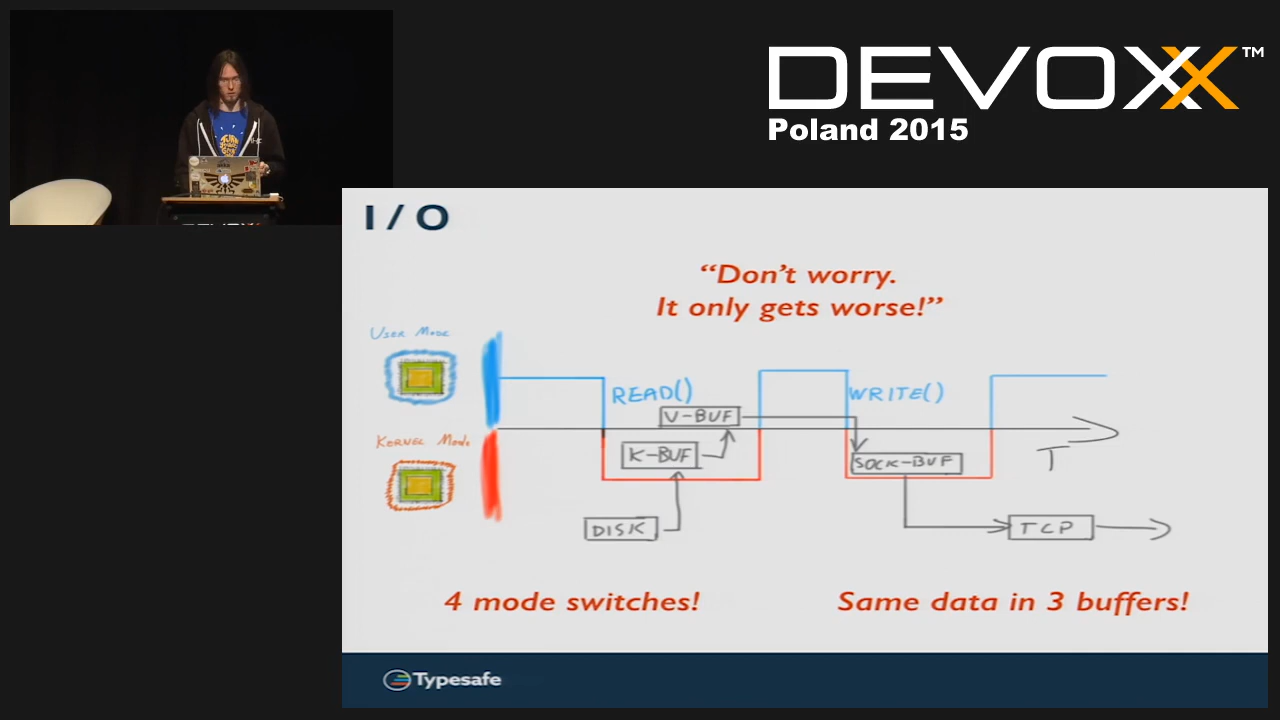 DEVOXX™
Poland 2015
I / O
“Don’t worry.
It only gets worse!”
USER MODE
READ()
WRITE()
U-BUF
KERNEL MODE
K-BUF
SOCK-BUF
T
DISK
TCP
4 mode switches!
Same data in 3 buffers!
Typesafe